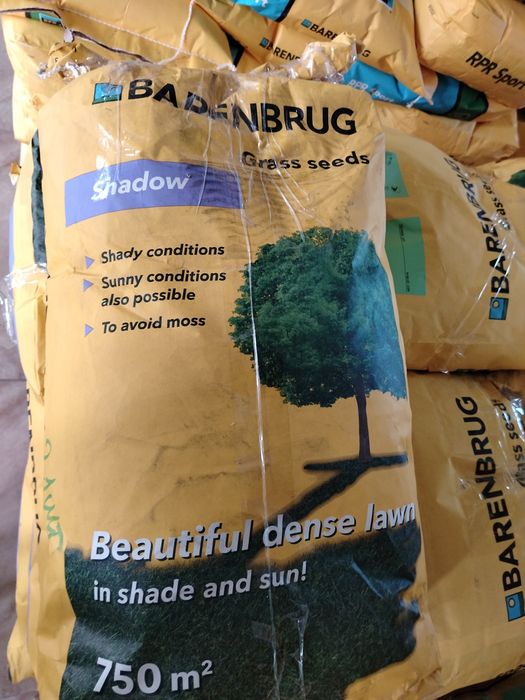 BARENBRUG
RPR Sport
BARENBRUG
Grass seeds
Shadow
Shady conditions
Sunny conditions
also possible
To avoid moss
Beautiful dense lawn
in shade and sun!
750 m²
BARENBRUG
BARENBRUG